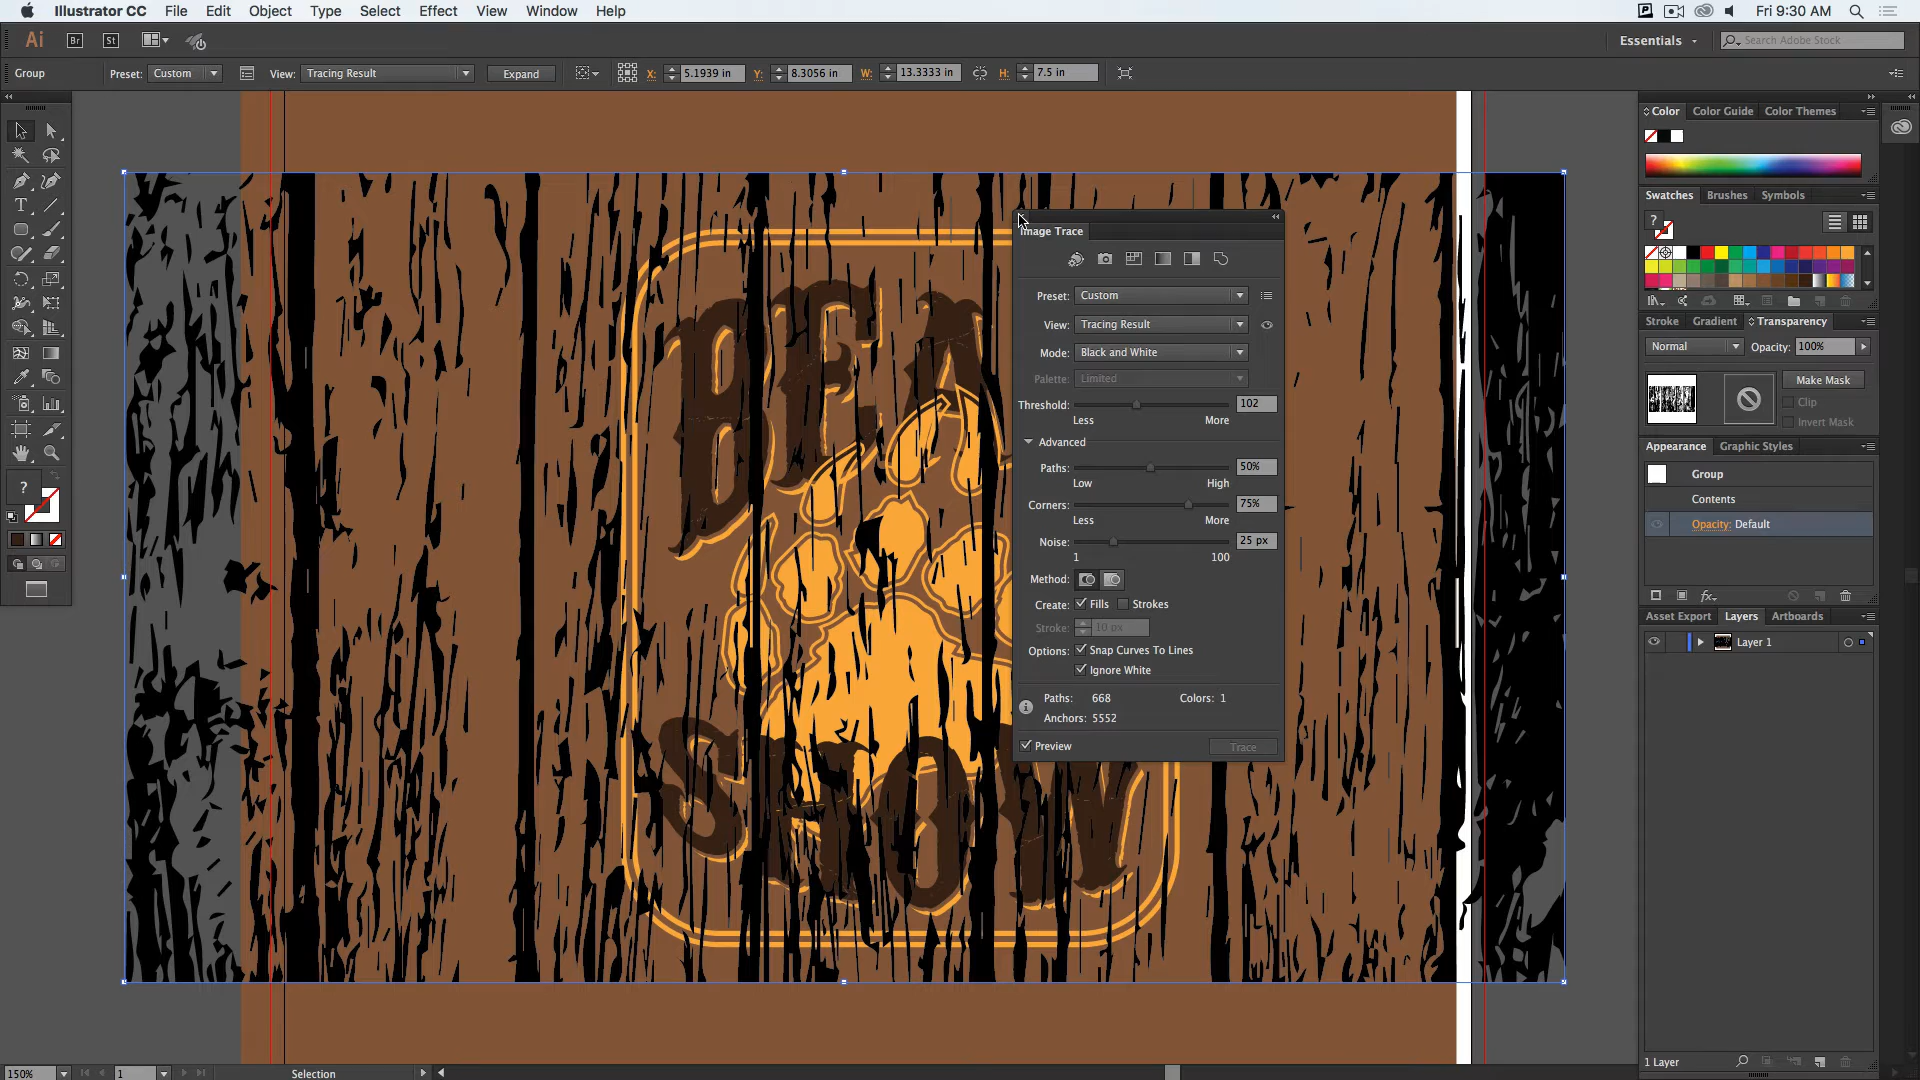 Illustrator CC File Edit Object Type Select Effect View Window Help Fri 9:30 AM
Ai Br St Essentials Search Adobe Stock
Group Preset: Custom View: Tracing Result Expand X: 5.1939 in Y: 8.3056 in W: 13.3333 in H: 7.5 in
Color Color Guide Color Themes
Swatches Brushes Symbols
?
Stroke Gradient Transparency
Normal Opacity: 100%
Make Mask
Clip
Invert Mask
Appearance Graphic Styles
Group
Contents
Opacity: Default
fx
Asset Export Layers Artboards
Layer 1
1 Layer
T
?
Image Trace
Preset: Custom
View: Tracing Result
Mode: Black and White
Palette: Limited
Threshold: 102
Less More
Advanced
Paths: 50%
Low High
Corners: 75%
Less More
Noise: 25 px
1 100
Method:
Create: Fills Strokes
Stroke: 10 px
Options: Snap Curves To Lines
Ignore White
Paths: 668 Colors: 1
Anchors: 5552
Preview Trace
150% 1 Selection